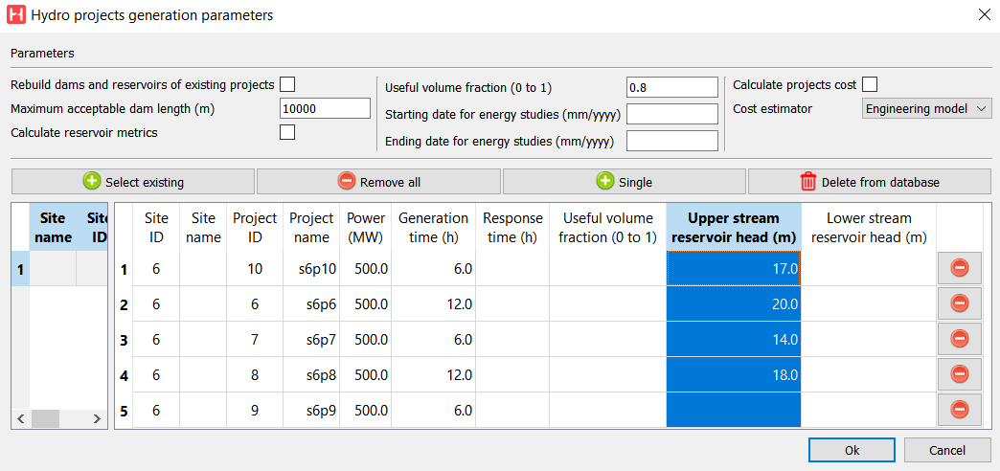 Hydro projects generation parameters
Parameters
Rebuild dams and reservoirs of existing projects
Maximum acceptable dam length (m) 10000
Calculate reservoir metrics
Useful volume fraction (0 to 1) 0.8
Starting date for energy studies (mm/yyyy)
Ending date for energy studies (mm/yyyy)
Calculate projects cost
Cost estimator Engineering model
Select existing Remove all Single Delete from database
Site name Site ID
1
Site ID Site name Project ID Project name Power (MW) Generation time (h) Response time (h) Useful volume fraction (0 to 1) Upper stream reservoir head (m) Lower stream reservoir head (m)
1 6 10 s6p10 500.0 6.0 17.0
2 6 6 s6p6 500.0 12.0 20.0
3 6 7 s6p7 500.0 6.0 14.0
4 6 8 s6p8 500.0 12.0 18.0
5 6 9 s6p9 500.0 6.0
Ok Cancel